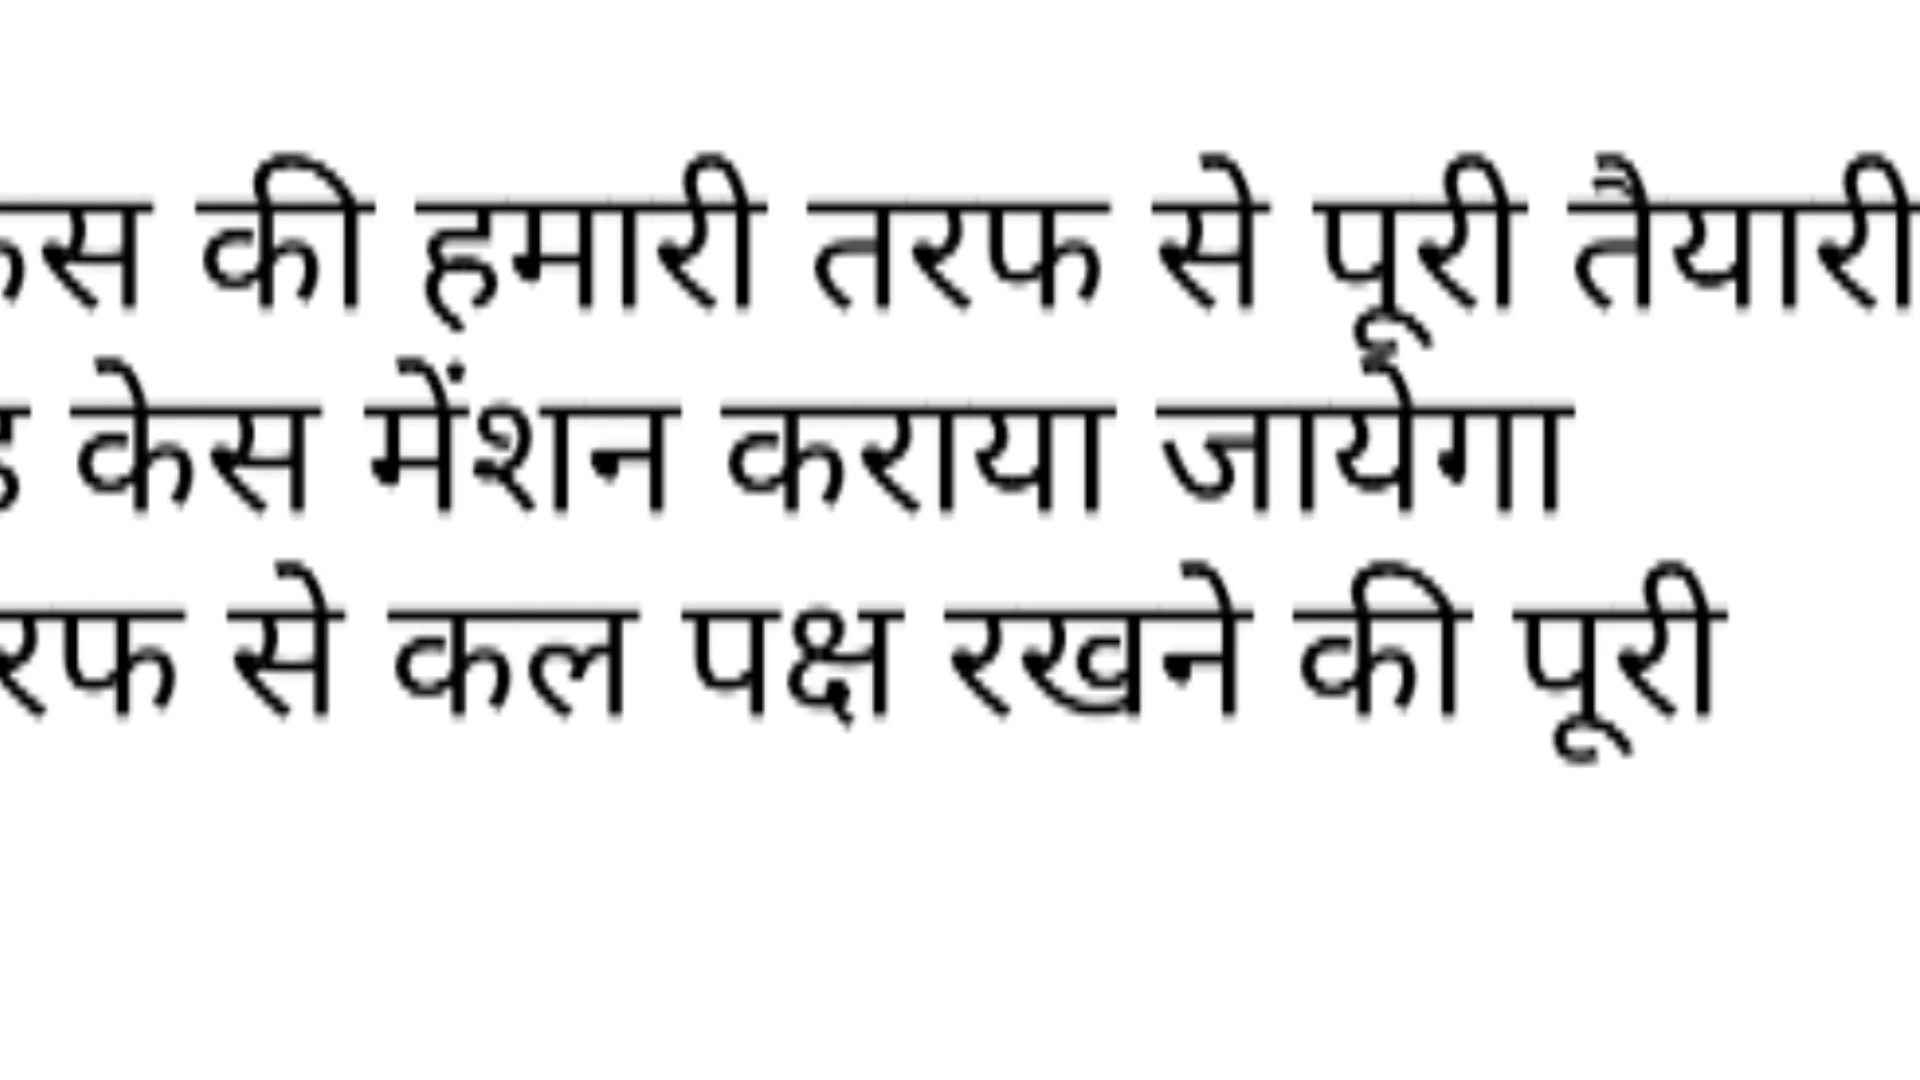 की हमारी तरफ से पूरी तैयारी
केस मेंशन कराया जायेगा
से कल पक्ष रखने की पूरी